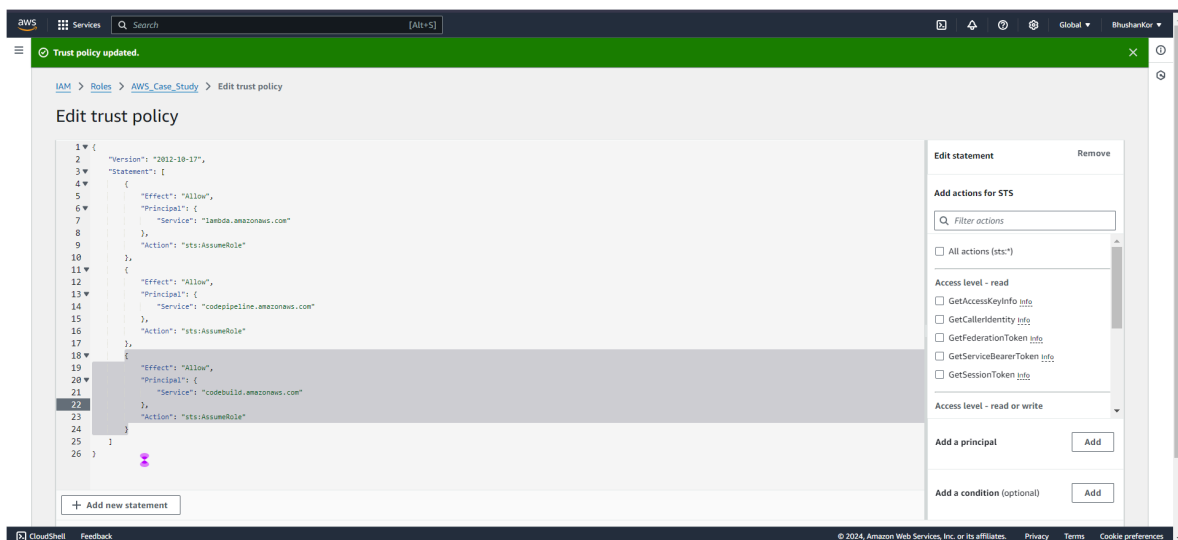 aws
Services
Search
[Alt+S]
Global ▼
BhushanKor ▼
Trust policy updated.
IAM > Roles > AWS_Case_Study > Edit trust policy
Edit trust policy
1 {
2 "Version": "2012-10-17",
3 "Statement": [
4 {
5 "Effect": "Allow",
6 "Principal": {
7 "Service": "lambda.amazonaws.com"
8 },
9 "Action": "sts:AssumeRole"
10 },
11 {
12 "Effect": "Allow",
13 "Principal": {
14 "Service": "codepipeline.amazonaws.com"
15 },
16 "Action": "sts:AssumeRole"
17 },
18 {
19 "Effect": "Allow",
20 "Principal": {
21 "Service": "codebuild.amazonaws.com"
22 },
23 "Action": "sts:AssumeRole"
24 }
25 ]
26 }
+ Add new statement
Edit statement
Remove
Add actions for STS
Filter actions
All actions (sts:*)
Access level - read
GetAccessKeyInfo Info
GetCallerIdentity Info
GetFederationToken Info
GetServiceBearerToken Info
GetSessionToken Info
Access level - read or write
Add a principal
Add
Add a condition (optional)
Add
CloudShell
Feedback
© 2024, Amazon Web Services, Inc. or its affiliates.
Privacy
Terms
Cookie preferences